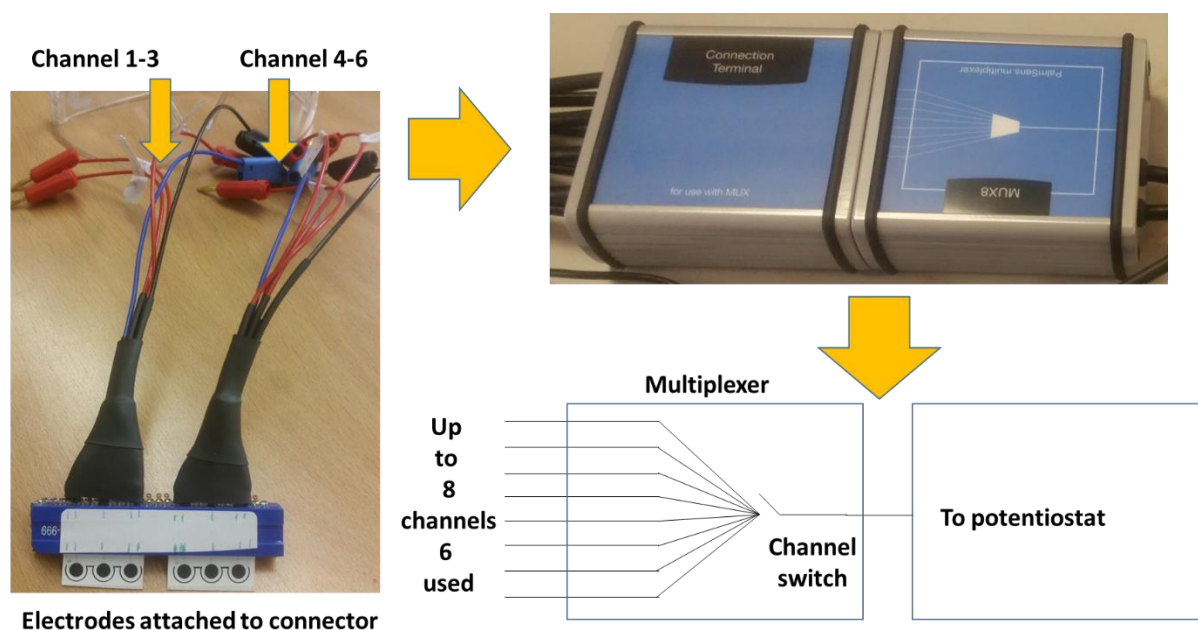 Channel 1-3
Channel 4-6
666-
Electrodes attached to connector
Connection
Terminal
for use with MUX
PalmSens multiplexer
MUX8
Multiplexer
Up
to
8
channels
6
used
Channel
switch
To potentiostat